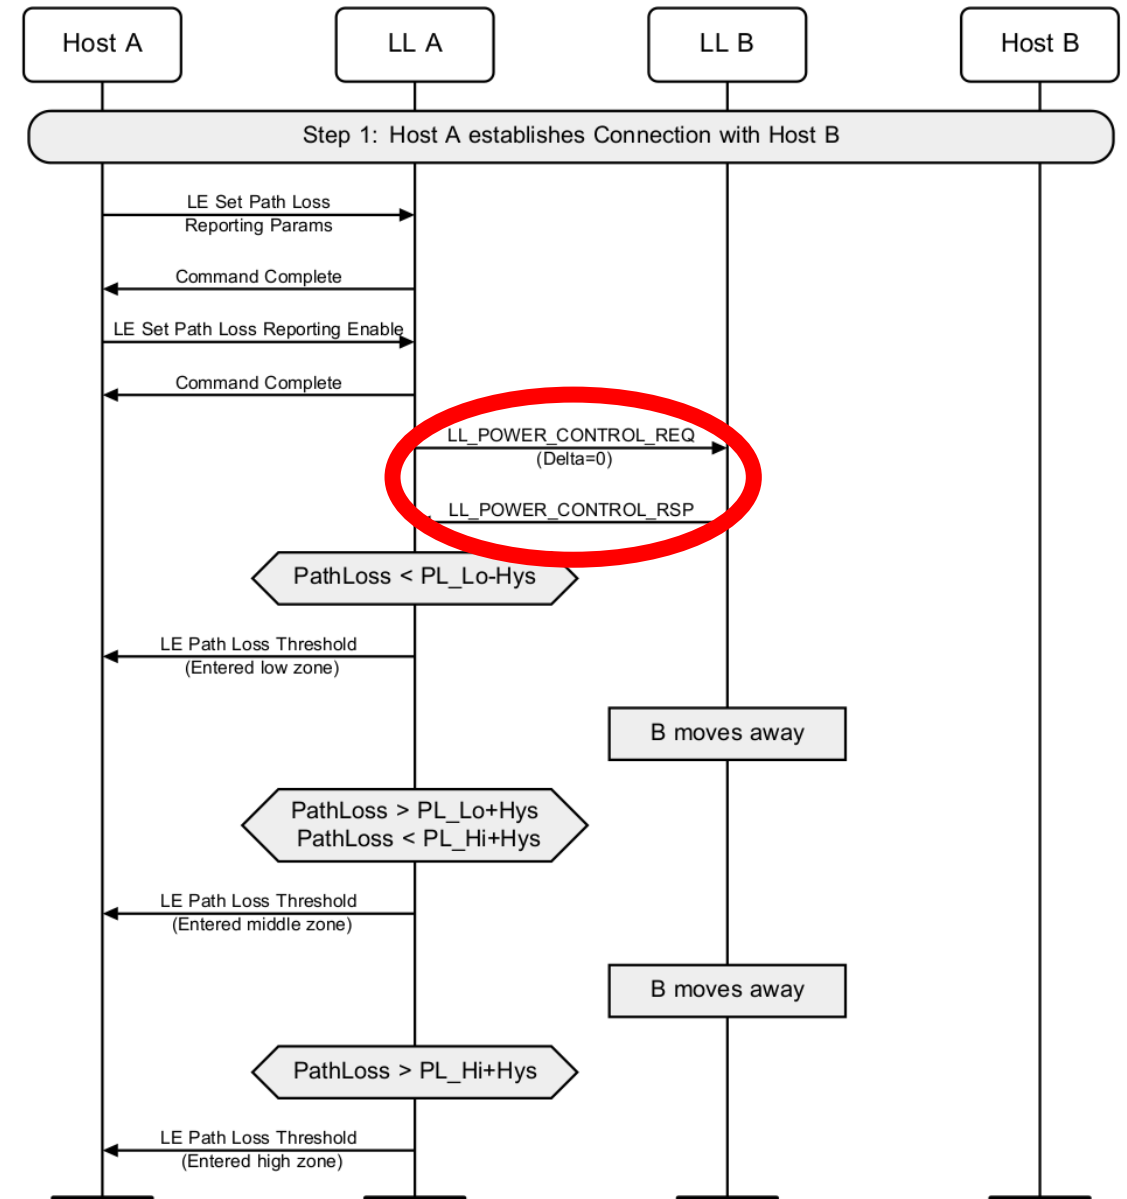 Host A
LL A
LL B
Host B
Step 1: Host A establishes Connection with Host B
LE Set Path Loss
Reporting Params
Command Complete
LE Set Path Loss Reporting Enable
Command Complete
LL_POWER_CONTROL_REQ
(Delta=0)
LL_POWER_CONTROL_RSP
PathLoss < PL_Lo-Hys
LE Path Loss Threshold
(Entered low zone)
B moves away
PathLoss > PL_Lo+Hys
PathLoss < PL_Hi+Hys
LE Path Loss Threshold
(Entered middle zone)
B moves away
PathLoss > PL_Hi+Hys
LE Path Loss Threshold
(Entered high zone)